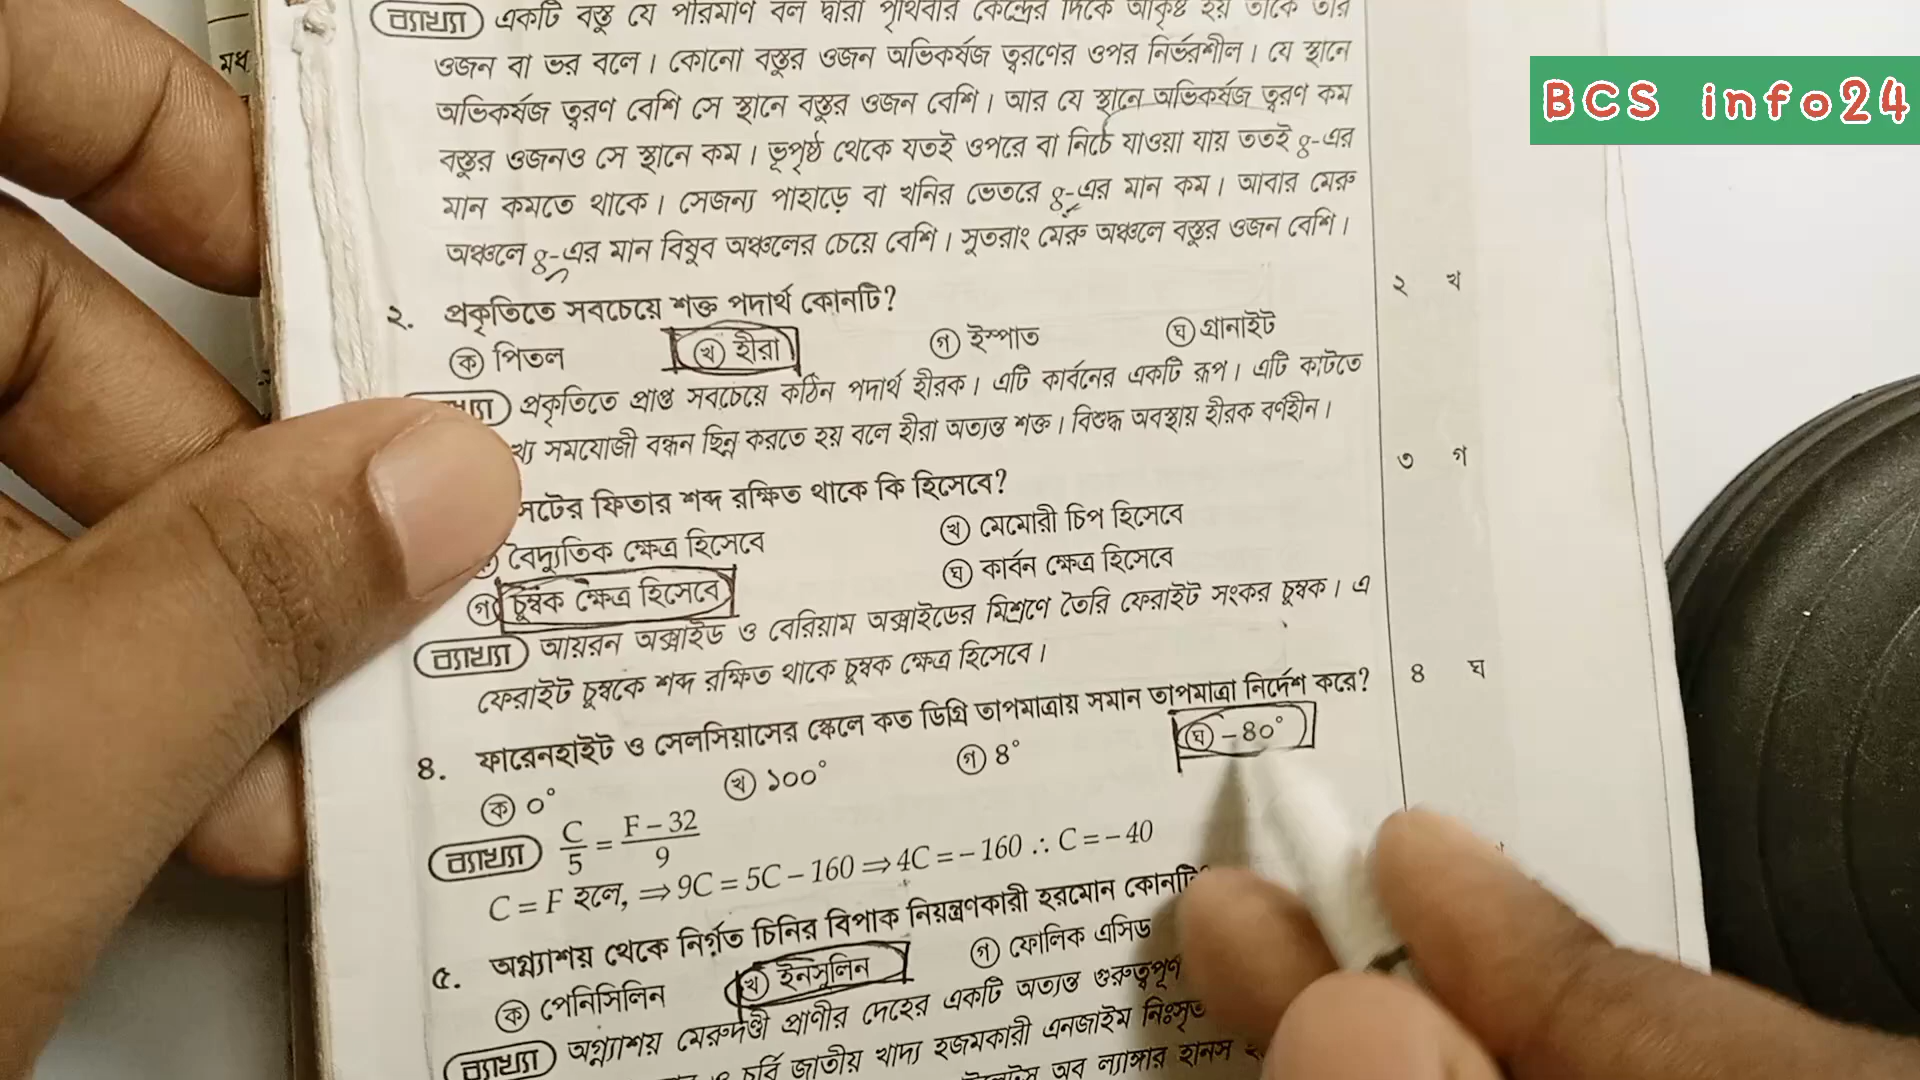 ব্যাখ্যা একটি বস্তু যে পরিমাণ বল দ্বারা পৃথিবীর কেন্দ্রের দিকে আকৃষ্ট হয় তাকে তার
ওজন বা ভর বলে। কোনো বস্তুর ওজন অভিকর্ষজ ত্বরণের ওপর নির্ভরশীল। যে স্থানে
অভিকর্ষজ ত্বরণ বেশি সে স্থানে বস্তুর ওজন বেশি। আর যে স্থানে অভিকর্ষজ ত্বরণ কম
বস্তুর ওজনও সে স্থানে কম। ভূপৃষ্ঠ থেকে যতই ওপরে বা নিচে যাওয়া যায় ততই g-এর
মান কমতে থাকে। সেজন্য পাহাড়ে বা খনির ভেতরে g-এর মান কম। আবার মেরু
অঞ্চলে g-এর মান বিষুব অঞ্চলের চেয়ে বেশি। সুতরাং মেরু অঞ্চলে বস্তুর ওজন বেশি।
মধ্য
BCS info24
২. প্রকৃতিতে সবচেয়ে শক্ত পদার্থ কোনটি? ২ খ
ক পিতল খ হীরা গ ইস্পাত ঘ গ্রানাইট
প্রকৃতিতে প্রাপ্ত সবচেয়ে কঠিন পদার্থ হীরক। এটি কার্বনের একটি রূপ। এটি কাটতে
সমযোজী বন্ধন ছিন্ন করতে হয় বলে হীরা অত্যন্ত শক্ত। বিশুদ্ধ অবস্থায় হীরক বর্ণহীন।
সটের ফিতার শব্দ রক্ষিত থাকে কি হিসেবে? ৩ গ
বৈদ্যুতিক ক্ষেত্র হিসেবে খ মেমোরী চিপ হিসেবে
গ চুম্বক ক্ষেত্র হিসেবে ঘ কার্বন ক্ষেত্র হিসেবে
ব্যাখ্যা আয়রন অক্সাইড ও বেরিয়াম অক্সাইডের মিশ্রণে তৈরি ফেরাইট সংকর চুম্বক। এ
ফেরাইট চুম্বকে শব্দ রক্ষিত থাকে চুম্বক ক্ষেত্র হিসেবে।
৪. ফারেনহাইট ও সেলসিয়াসের স্কেলে কত ডিগ্রি তাপমাত্রায় সমান তাপমাত্রা নির্দেশ করে? ৪ ঘ
ক ০° খ ১০০° গ ৪° ঘ −৪০°
ব্যাখ্যা C/5 = F − 32/9
C = F হলে, ⇒ 9C = 5C − 160 ⇒ 4C = − 160 ∴ C = − 40
৫. অগ্ন্যাশয় থেকে নির্গত চিনির বিপাক নিয়ন্ত্রণকারী হরমোন কোনটি?
ক পেনিসিলিন খ ইনসুলিন গ ফোলিক এসিড
ব্যাখ্যা অগ্ন্যাশয় মেরুদণ্ডী প্রাণীর দেহের একটি অত্যন্ত গুরুত্বপূর্ণ
ও চর্বি জাতীয় খাদ্য হজমকারী এনজাইম নিঃসৃত
অব ল্যাঙ্গার হানস